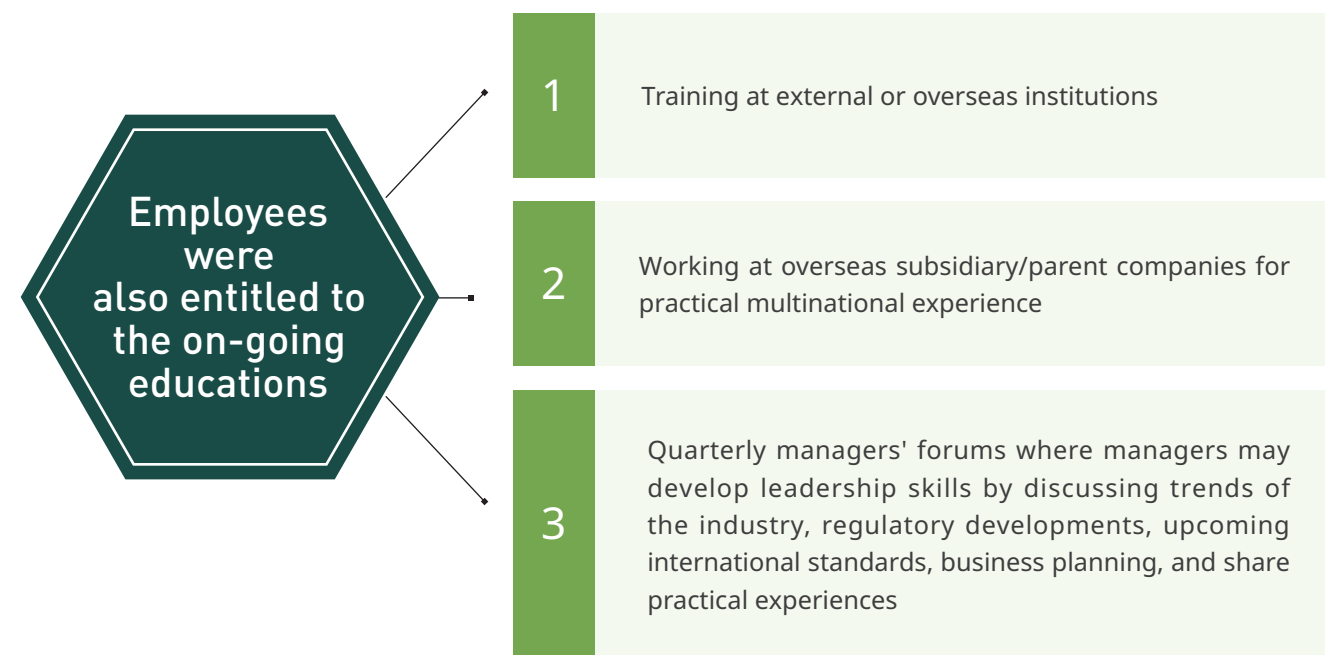 Employees
were
also entitled to
the on-going
educations
1
Training at external or overseas institutions
2
Working at overseas subsidiary/parent companies for
practical multinational experience
3
Quarterly managers' forums where managers may
develop leadership skills by discussing trends of
the industry, regulatory developments, upcoming
international standards, business planning, and share
practical experiences